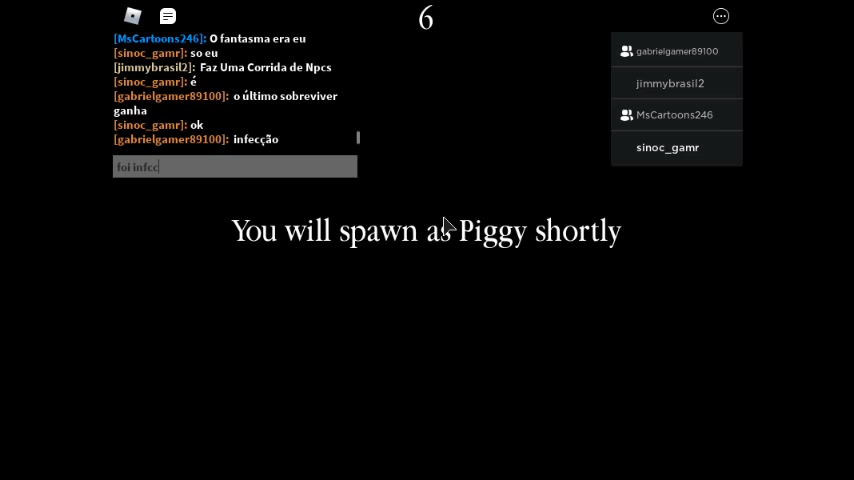 6
[MsCartoons246]: O fantasma era eu
[sinoc_gamr]: so eu
[jimmybrasil2]: Faz Uma Corrida de Npcs
[sinoc_gamr]: é
[gabrielgamer89100]: o último sobreviver
ganha
[sinoc_gamr]: ok
[gabrielgamer89100]: infecção
foi infcc
gabrielgamer89100
jimmybrasil2
MsCartoons246
sinoc_gamr
You will spawn as Piggy shortly